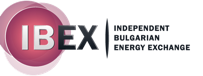 IBEX
INDEPENDENT
BULGARIAN
ENERGY EXCHANGE